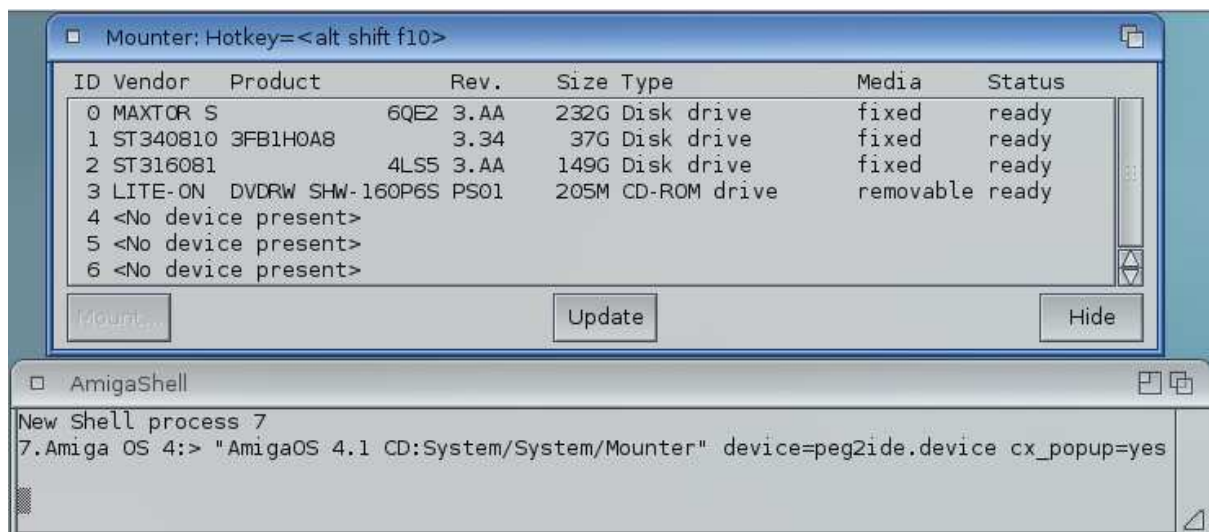 Mounter: Hotkey=<alt shift f10>
ID Vendor Product Rev. Size Type Media Status
0 MAXTOR S 6QE2 3.AA 232G Disk drive fixed ready
1 ST340810 3FB1H0A8 3.34 37G Disk drive fixed ready
2 ST316081 4LS5 3.AA 149G Disk drive fixed ready
3 LITE-ON DVDRW SHW-160P6S PS01 205M CD-ROM drive removable ready
4 <No device present>
5 <No device present>
6 <No device present>
Mount... Update Hide
AmigaShell
New Shell process 7
7.Amiga OS 4:> "AmigaOS 4.1 CD:System/System/Mounter" device=peg2ide.device cx_popup=yes